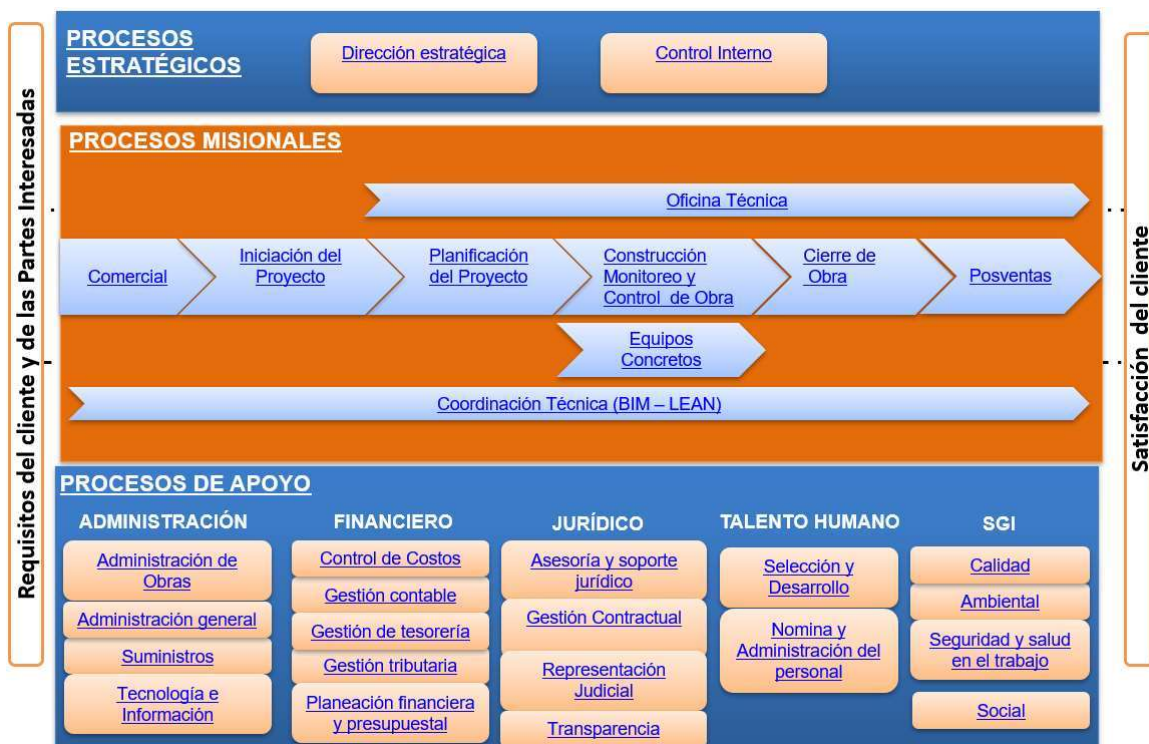 Requisitos del cliente y de las Partes Interesadas
PROCESOS
ESTRATÉGICOS
Dirección estratégica
Control Interno
PROCESOS MISIONALES
Oficina Técnica
Comercial
Iniciación del
Proyecto
Planificación
del Proyecto
Construcción
Monitoreo y
Control de Obra
Cierre de
Obra
Posventas
Equipos
Concretos
Coordinación Técnica (BIM – LEAN)
PROCESOS DE APOYO
ADMINISTRACIÓN
Administración de
Obras
Administración general
Suministros
Tecnología e
Información
FINANCIERO
Control de Costos
Gestión contable
Gestión de tesorería
Gestión tributaria
Planeación financiera
y presupuestal
JURÍDICO
Asesoría y soporte
jurídico
Gestión Contractual
Representación
Judicial
Transparencia
TALENTO HUMANO
Selección y
Desarrollo
Nomina y
Administración del
personal
SGI
Calidad
Ambiental
Seguridad y salud
en el trabajo
Social
Satisfacción del cliente